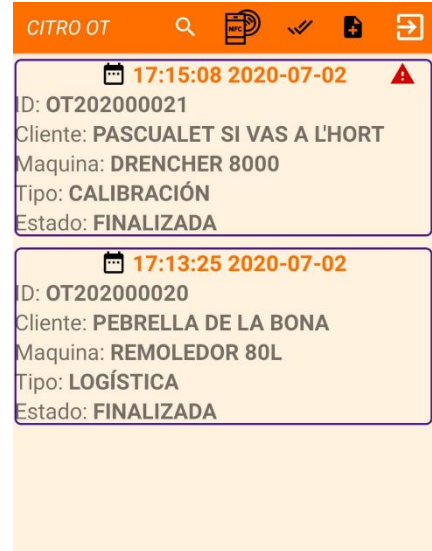 CITRO OT
NFC
17:15:08 2020-07-02
ID: OT202000021
Cliente: PASCUALET SI VAS A L'HORT
Maquina: DRENCHER 8000
Tipo: CALIBRACIÓN
Estado: FINALIZADA
17:13:25 2020-07-02
ID: OT202000020
Cliente: PEBRELLA DE LA BONA
Maquina: REMOLEDOR 80L
Tipo: LOGÍSTICA
Estado: FINALIZADA